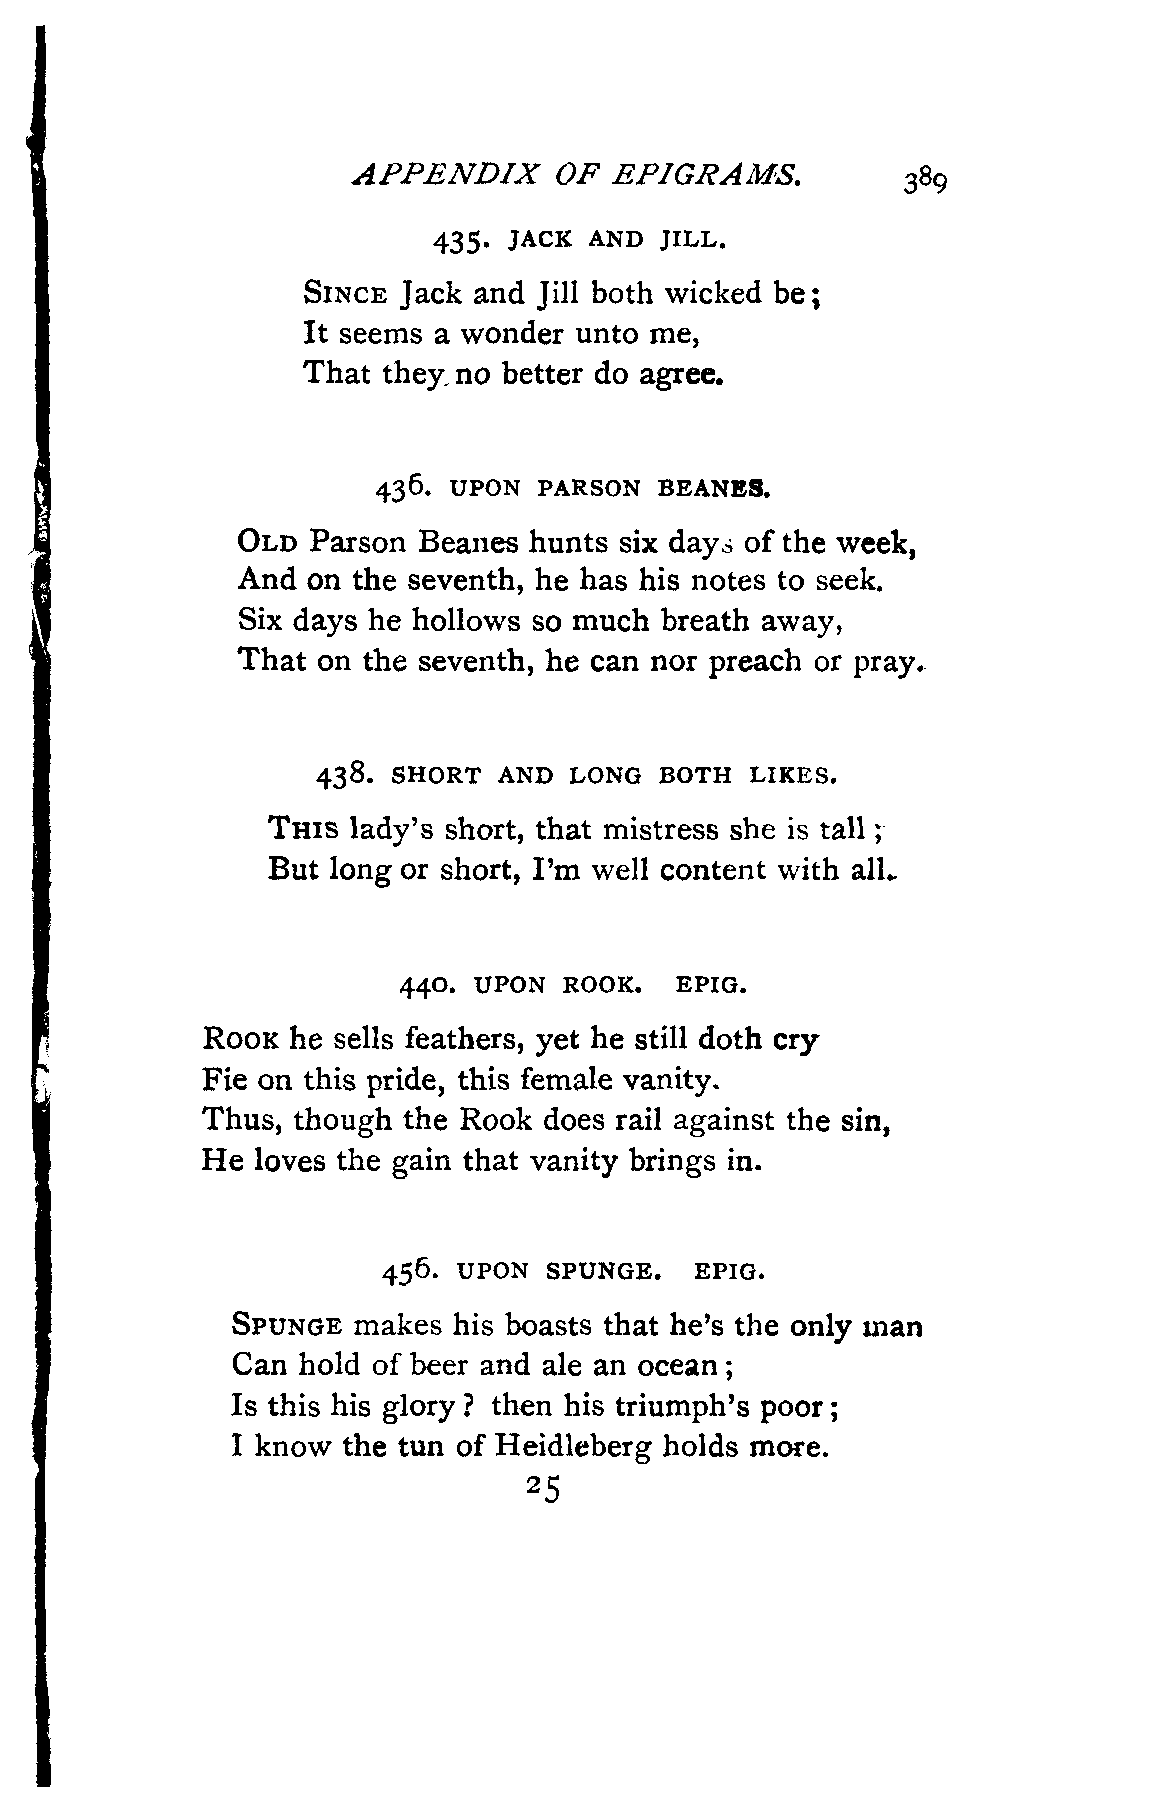 APPENDIX OF EPIGRAMS. 389
435. JACK AND JILL.
SINCE Jack and Jill both wicked be;
It seems a wonder unto me,
That they no better do agree.
436. UPON PARSON BEANES.
OLD Parson Beanes hunts six days of the week,
And on the seventh, he has his notes to seek.
Six days he hollows so much breath away,
That on the seventh, he can nor preach or pray.
438. SHORT AND LONG BOTH LIKES.
THIS lady's short, that mistress she is tall;
But long or short, I'm well content with all.
440. UPON ROOK. EPIG.
ROOK he sells feathers, yet he still doth cry
Fie on this pride, this female vanity.
Thus, though the Rook does rail against the sin,
He loves the gain that vanity brings in.
456. UPON SPUNGE. EPIG.
SPUNGE makes his boasts that he's the only man
Can hold of beer and ale an ocean;
Is this his glory? then his triumph's poor;
I know the tun of Heidleberg holds more.
25